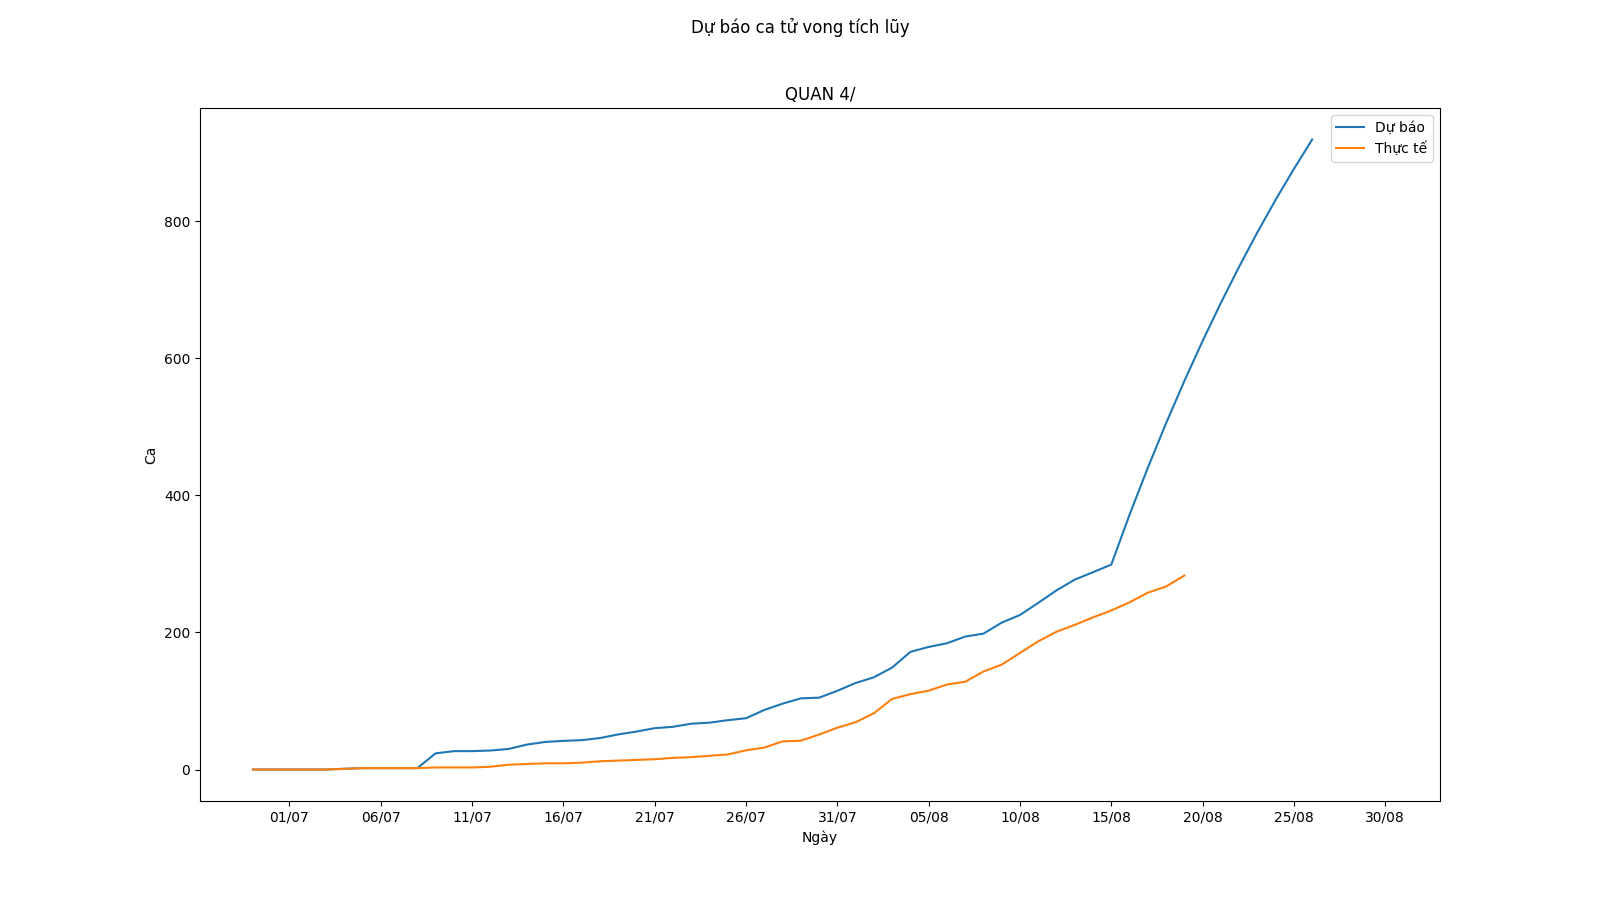 Dự báo ca tử vong tích lũy
QUAN 4/
Dự báo
Thực tế
800
600
400
200
0
Ca
01/07 06/07 11/07 16/07 21/07 26/07 31/07 05/08 10/08 15/08 20/08 25/08 30/08
Ngày